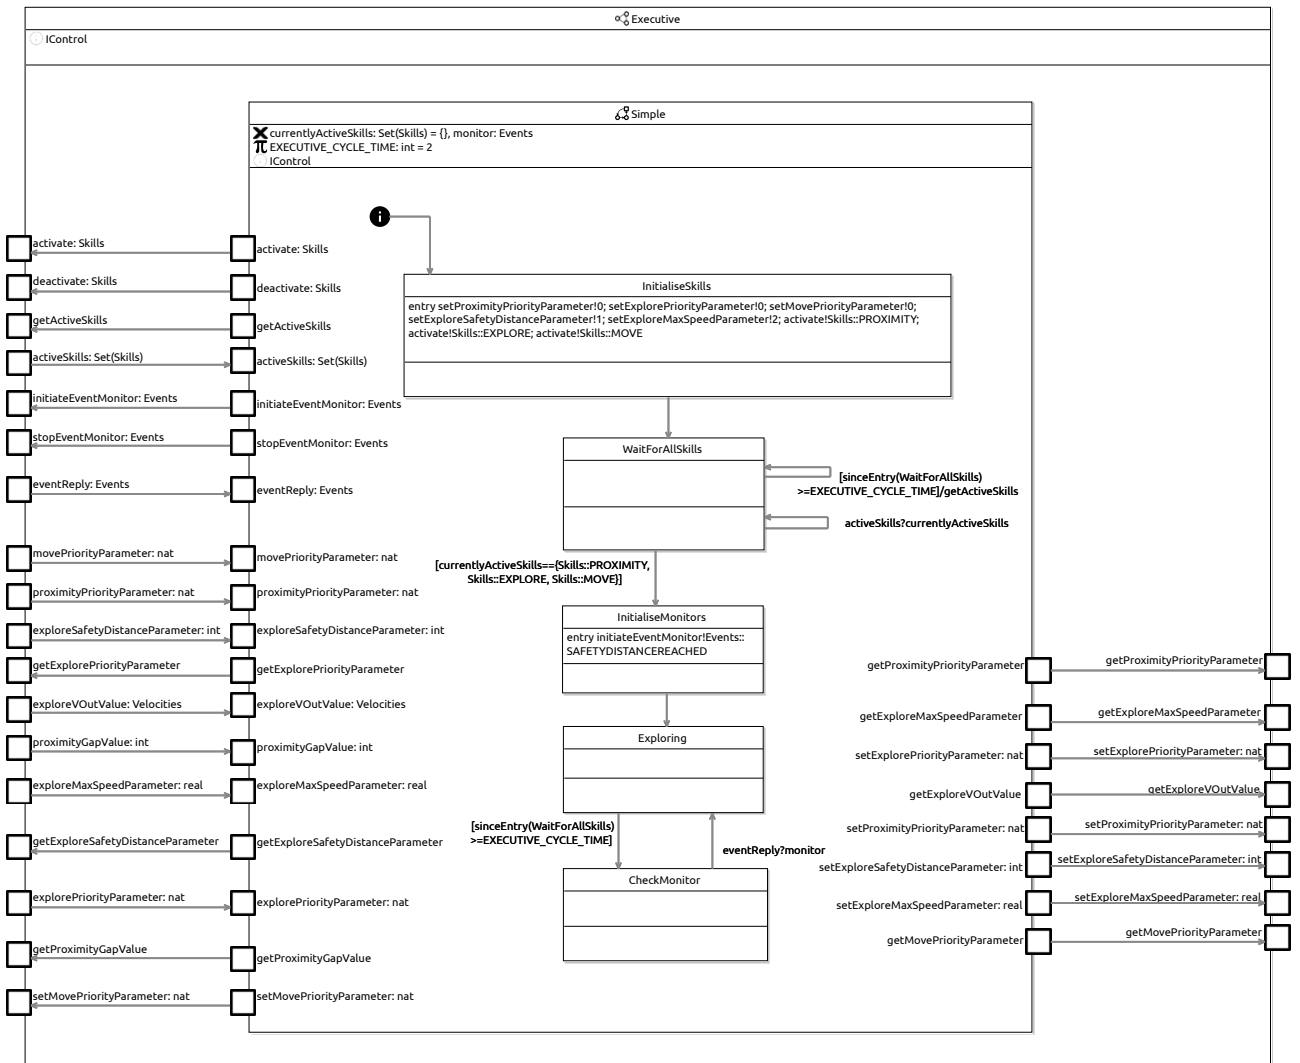 Executive
IControl
Simple
currentlyActiveSkills: Set(Skills) = {}, monitor: Events
EXECUTIVE_CYCLE_TIME: int = 2
IControl
i
activate: Skills
activate: Skills
deactivate: Skills
deactivate: Skills
getActiveSkills
getActiveSkills
activeSkills: Set(Skills)
activeSkills: Set(Skills)
initiateEventMonitor: Events
initiateEventMonitor: Events
stopEventMonitor: Events
stopEventMonitor: Events
eventReply: Events
eventReply: Events
movePriorityParameter: nat
movePriorityParameter: nat
proximityPriorityParameter: nat
proximityPriorityParameter: nat
exploreSafetyDistanceParameter: int
exploreSafetyDistanceParameter: int
getExplorePriorityParameter
getExplorePriorityParameter
exploreVOutValue: Velocities
exploreVOutValue: Velocities
proximityGapValue: int
proximityGapValue: int
exploreMaxSpeedParameter: real
exploreMaxSpeedParameter: real
getExploreSafetyDistanceParameter
getExploreSafetyDistanceParameter
explorePriorityParameter: nat
explorePriorityParameter: nat
getProximityGapValue
getProximityGapValue
setMovePriorityParameter: nat
setMovePriorityParameter: nat
InitialiseSkills
entry setProximityPriorityParameter!0; setExplorePriorityParameter!0; setMovePriorityParameter!0;
setExploreSafetyDistanceParameter!1; setExploreMaxSpeedParameter!2; activate!Skills::PROXIMITY;
activate!Skills::EXPLORE; activate!Skills::MOVE
WaitForAllSkills
[sinceEntry(WaitForAllSkills)
>=EXECUTIVE_CYCLE_TIME]/getActiveSkills
activeSkills?currentlyActiveSkills
[currentlyActiveSkills=={Skills::PROXIMITY,
Skills::EXPLORE, Skills::MOVE}]
InitialiseMonitors
entry initiateEventMonitor!Events::
SAFETYDISTANCEREACHED
Exploring
[sinceEntry(WaitForAllSkills)
>=EXECUTIVE_CYCLE_TIME]
eventReply?monitor
CheckMonitor
getProximityPriorityParameter
getProximityPriorityParameter
getExploreMaxSpeedParameter
getExploreMaxSpeedParameter
setExplorePriorityParameter: nat
setExplorePriorityParameter: nat
getExploreVOutValue
getExploreVOutValue
setProximityPriorityParameter: nat
setProximityPriorityParameter: nat
setExploreSafetyDistanceParameter: int
setExploreSafetyDistanceParameter: int
setExploreMaxSpeedParameter: real
setExploreMaxSpeedParameter: real
getMovePriorityParameter
getMovePriorityParameter